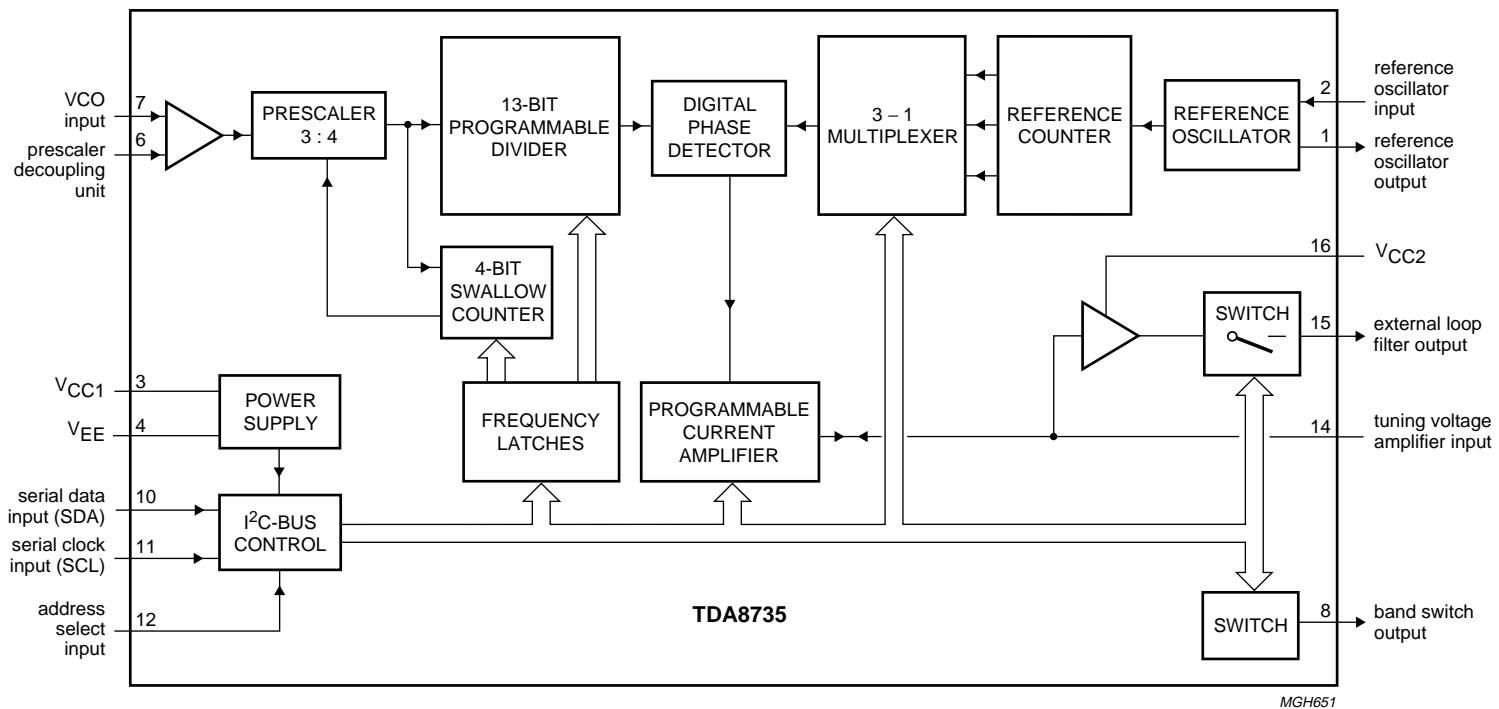 VCO
input
7
6
prescaler
decoupling
unit
PRESCALER
3 : 4
13-BIT
PROGRAMMABLE
DIVIDER
DIGITAL
PHASE
DETECTOR
3 – 1
MULTIPLEXER
REFERENCE
COUNTER
REFERENCE
OSCILLATOR
2
reference
oscillator
input
1
reference
oscillator
output
4-BIT
SWALLOW
COUNTER
16
VCC2
SWITCH
15
external loop
filter output
VCC1
3
VEE
4
POWER
SUPPLY
FREQUENCY
LATCHES
PROGRAMMABLE
CURRENT
AMPLIFIER
14
tuning voltage
amplifier input
serial data
input (SDA)
10
serial clock
input (SCL)
11
I2C-BUS
CONTROL
address
select
input
12
TDA8735
SWITCH
8
band switch
output
MGH651